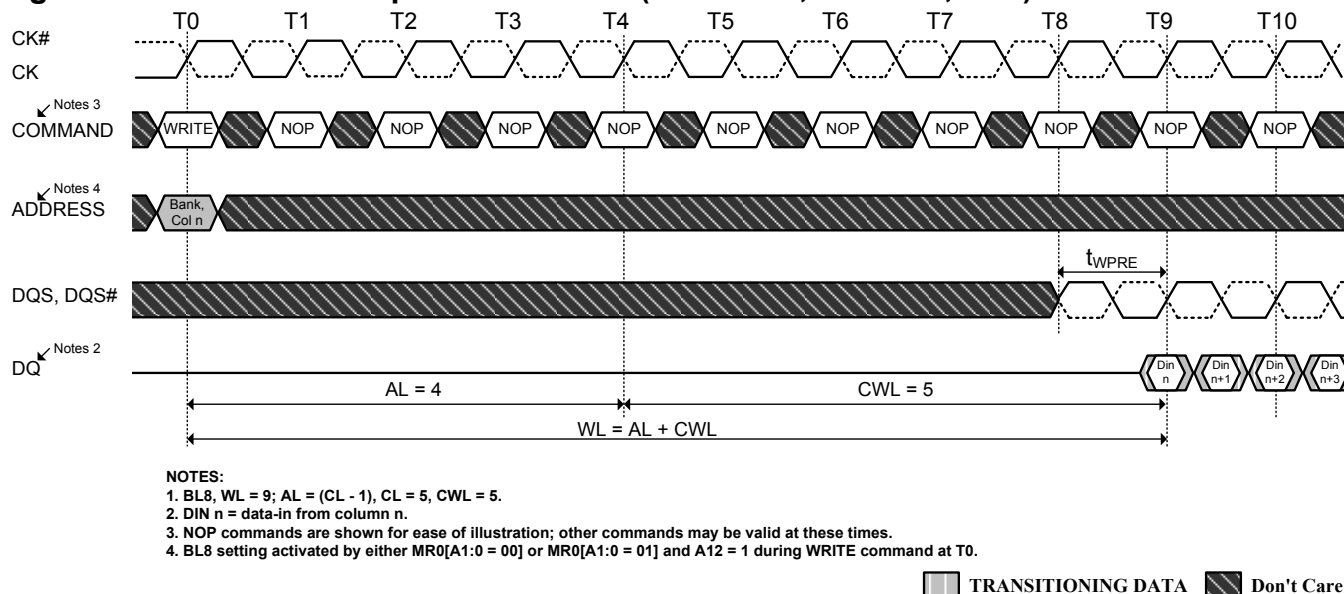 T0 T1 T2 T3 T4 T5 T6 T7 T8 T9 T10
CK#
CK
Notes 3
COMMAND
WRITE NOP NOP NOP NOP NOP NOP NOP NOP NOP NOP
Notes 4
ADDRESS
Bank,
Col n
tWPRE
DQS, DQS#
Notes 2
DQ
Din
n
Din
n+1
Din
n+2
Din
n+3
AL = 4
CWL = 5
WL = AL + CWL
NOTES:
1. BL8, WL = 9; AL = (CL - 1), CL = 5, CWL = 5.
2. DIN n = data-in from column n.
3. NOP commands are shown for ease of illustration; other commands may be valid at these times.
4. BL8 setting activated by either MR0[A1:0 = 00] or MR0[A1:0 = 01] and A12 = 1 during WRITE command at T0.
TRANSITIONING DATA
Don't Care